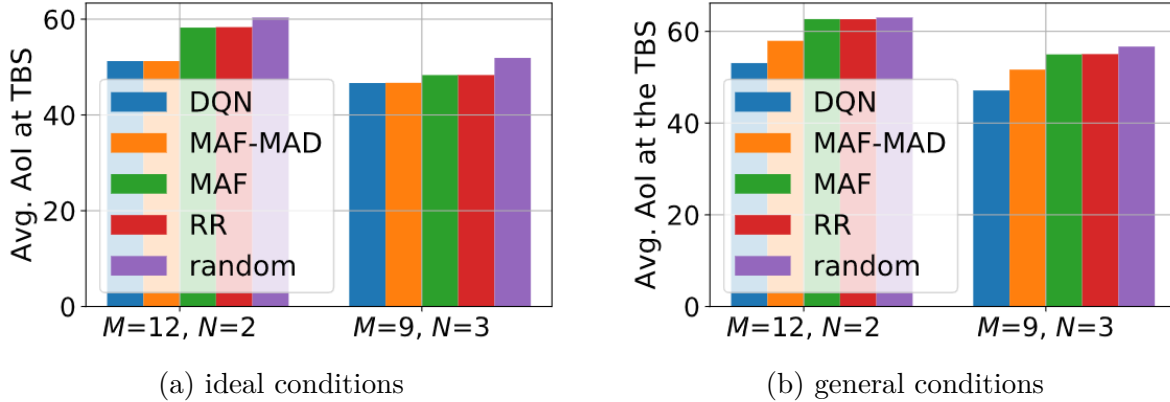 Avg. AoI at TBS
60
40
20
0
DQN
MAF-MAD
MAF
RR
random
M=12, N=2
M=9, N=3
(a) ideal conditions
Avg. AoI at the TBS
60
40
20
0
DQN
MAF-MAD
MAF
RR
random
M=12, N=2
M=9, N=3
(b) general conditions